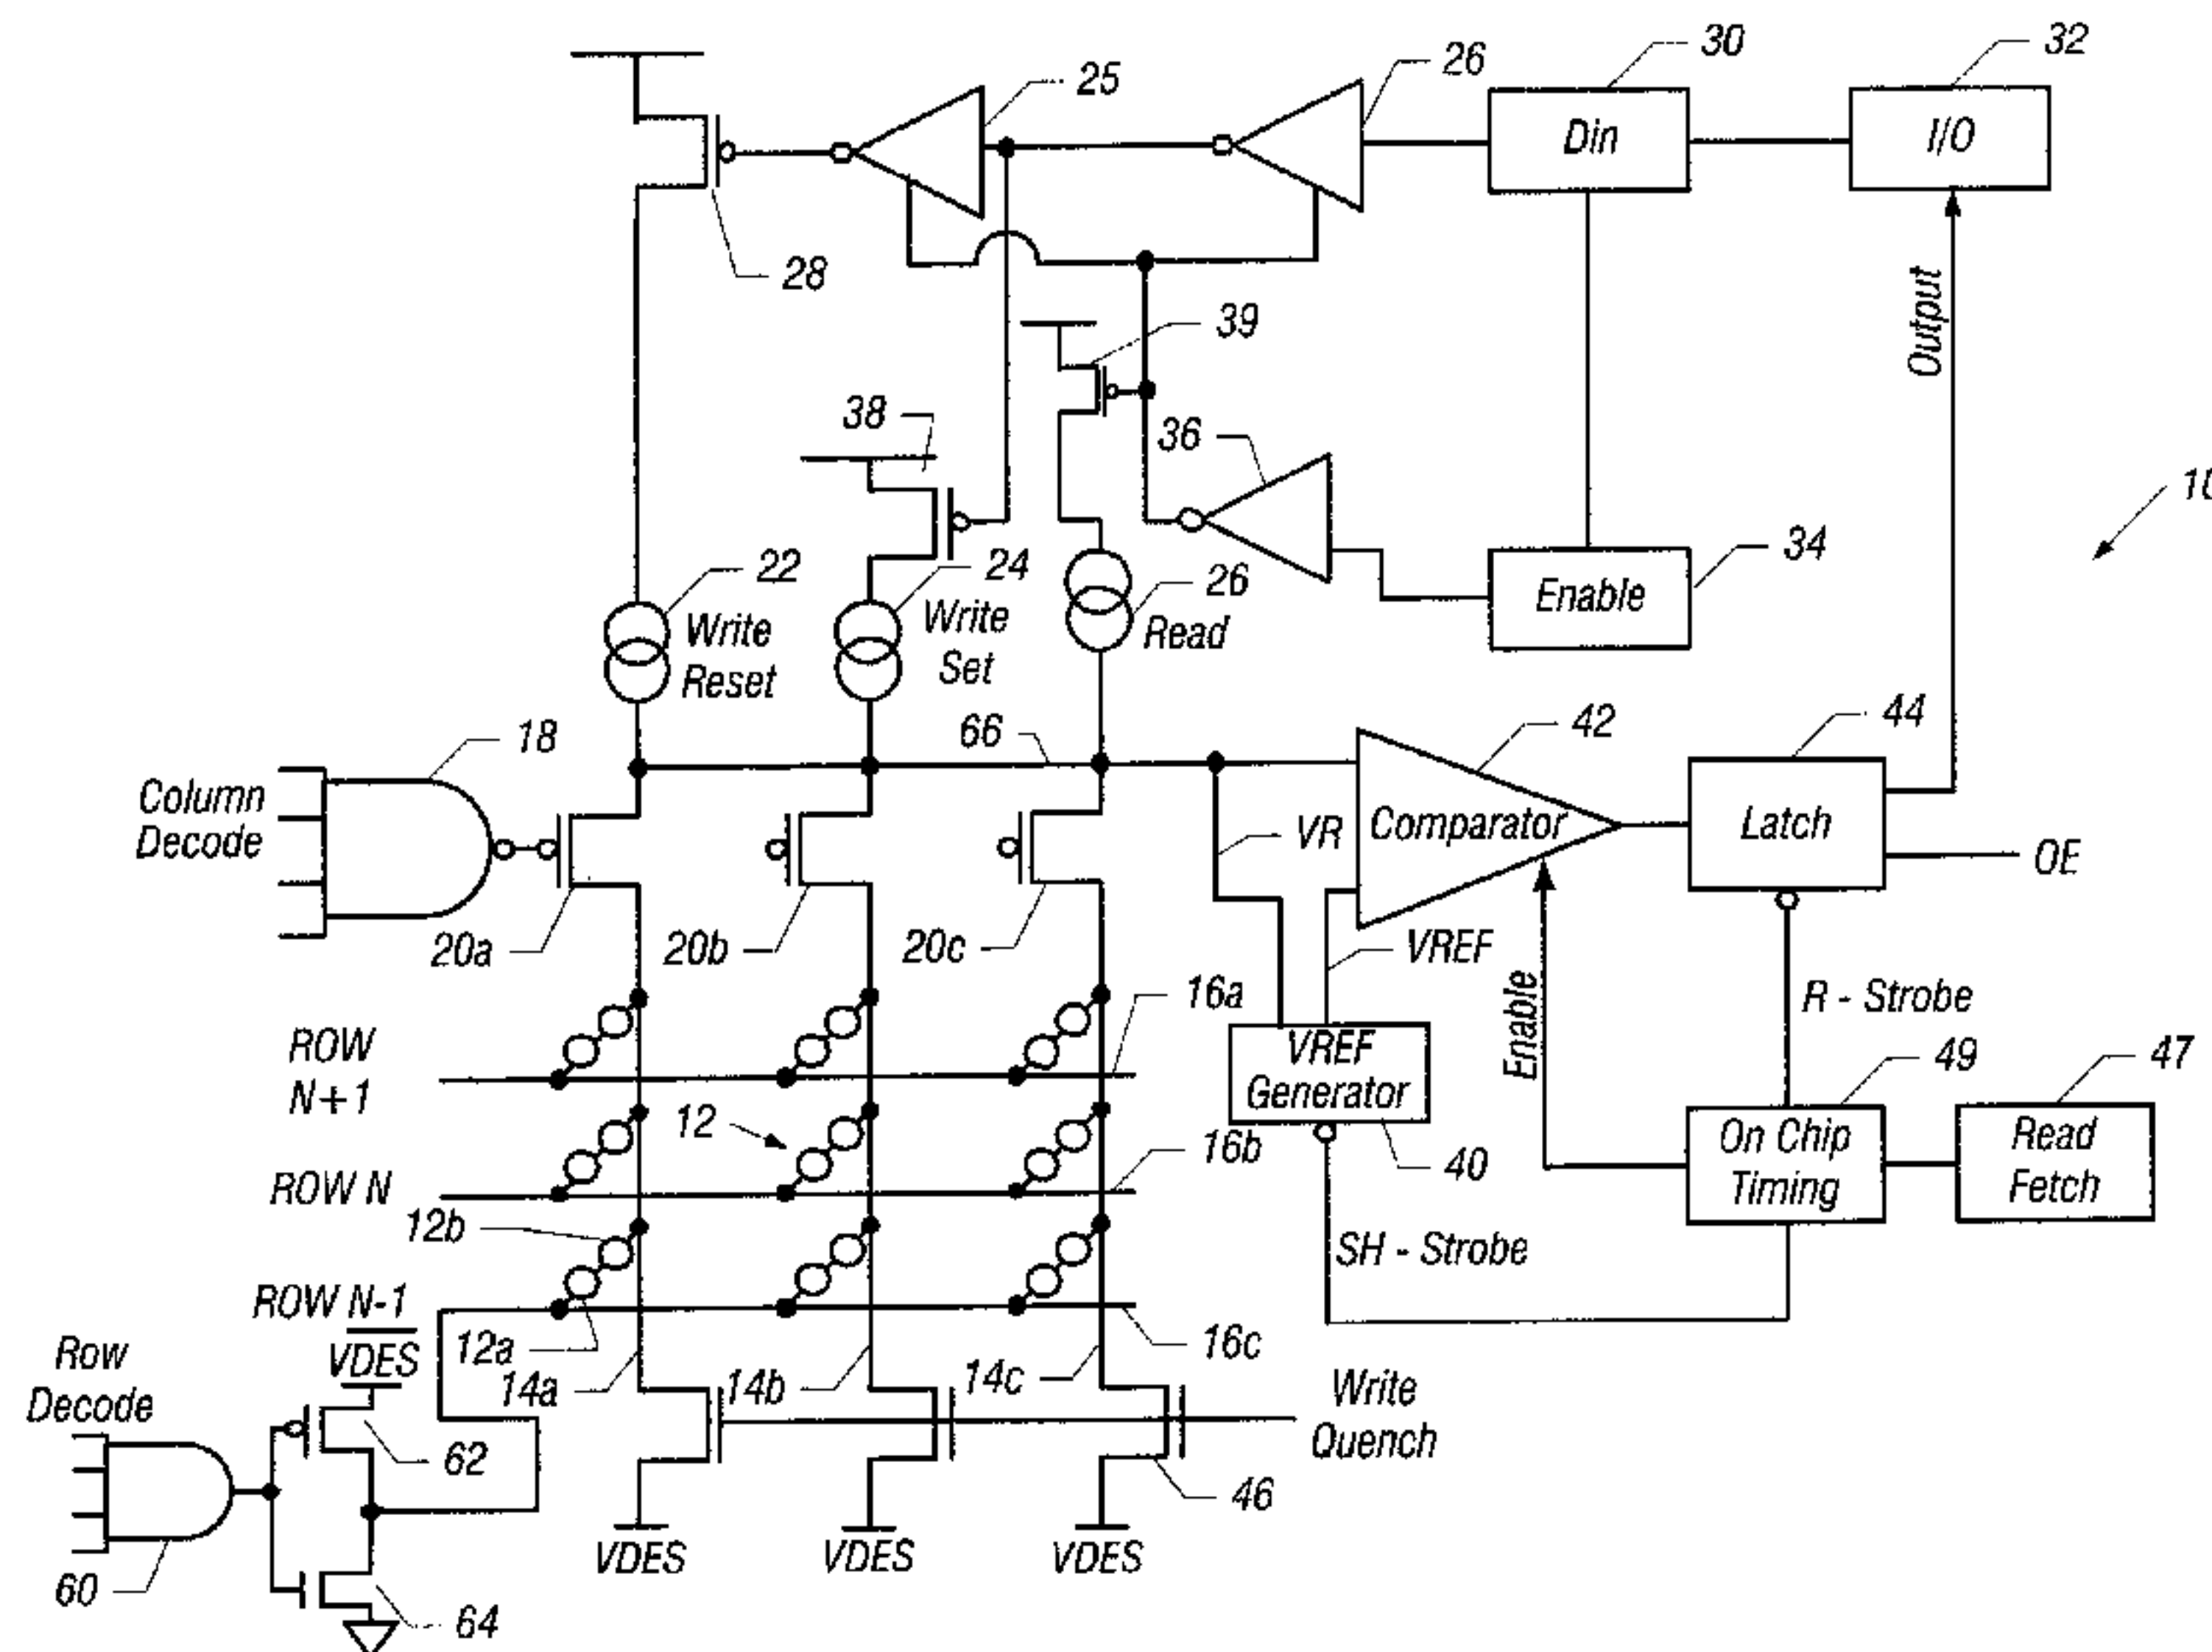 25
26
30
32
Din
I/O
28
39
Output
38
36
10
34
22
24
26
Enable
Write
Reset
Write
Set
Read
18
66
42
44
Column
Decode
Comparator
Latch
VR
OE
20a
20b
20c
VREF
16a
Enable
R - Strobe
ROW
N+1
VREF
Generator
49
47
12
On Chip
Timing
Read
Fetch
16b
40
ROW N
12b
SH - Strobe
ROW N-1
12a
16c
VDES
Row
Decode
14a
14b
14c
Write
Quench
62
46
VDES
VDES
VDES
60
64